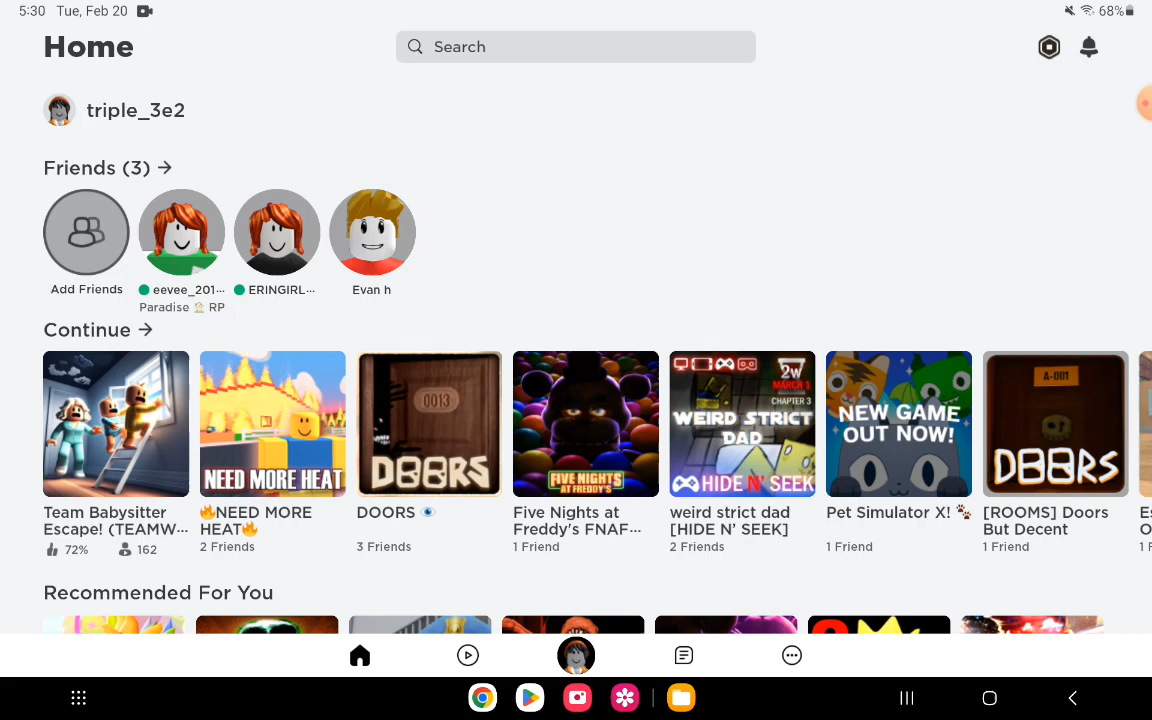 5:30 Tue, Feb 20 68%
Home
Search
triple_3e2
Friends (3) →
Add Friends
eevee_201...
Paradise 🏠 RP
ERINGIRL...
Evan h
Continue →
NEED MORE HEAT
0013
DOORS
FIVE NIGHTS
AT FREDDY'S
2W
MARCH 1
CHAPTER 3
WEIRD STRICT
DAD
HIDE N' SEEK
NEW GAME
OUT NOW!
A-001
DOORS
Team Babysitter
Escape! (TEAMW...
72% 162
🔥NEED MORE
HEAT🔥
2 Friends
DOORS 👁️
3 Friends
Five Nights at
Freddy's FNAF...
1 Friend
weird strict dad
[HIDE N’ SEEK]
2 Friends
Pet Simulator X! 🐾
1 Friend
[ROOMS] Doors
But Decent
1 Friend
Recommended For You